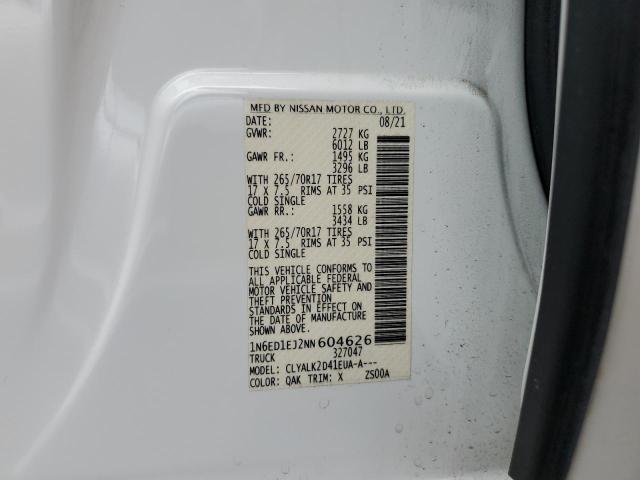 MFD BY NISSAN MOTOR CO., LTD.
DATE: 08/21
GVWR: 2727 KG
6012 LB
GAWR FR.: 1495 KG
3296 LB
WITH 265/70R17 TIRES
17 X 7.5 RIMS AT 35 PSI
COLD SINGLE
GAWR RR.: 1558 KG
3434 LB
WITH 265/70R17 TIRES
17 X 7.5 RIMS AT 35 PSI
COLD SINGLE
THIS VEHICLE CONFORMS TO
ALL APPLICABLE FEDERAL
MOTOR VEHICLE SAFETY AND
THEFT PREVENTION
STANDARDS IN EFFECT ON
THE DATE OF MANUFACTURE
SHOWN ABOVE.
1N6ED1EJ2NN604626
TRUCK 327047
MODEL: CLYALK2D41EUA-A---
COLOR: QAK TRIM: X ZS00A